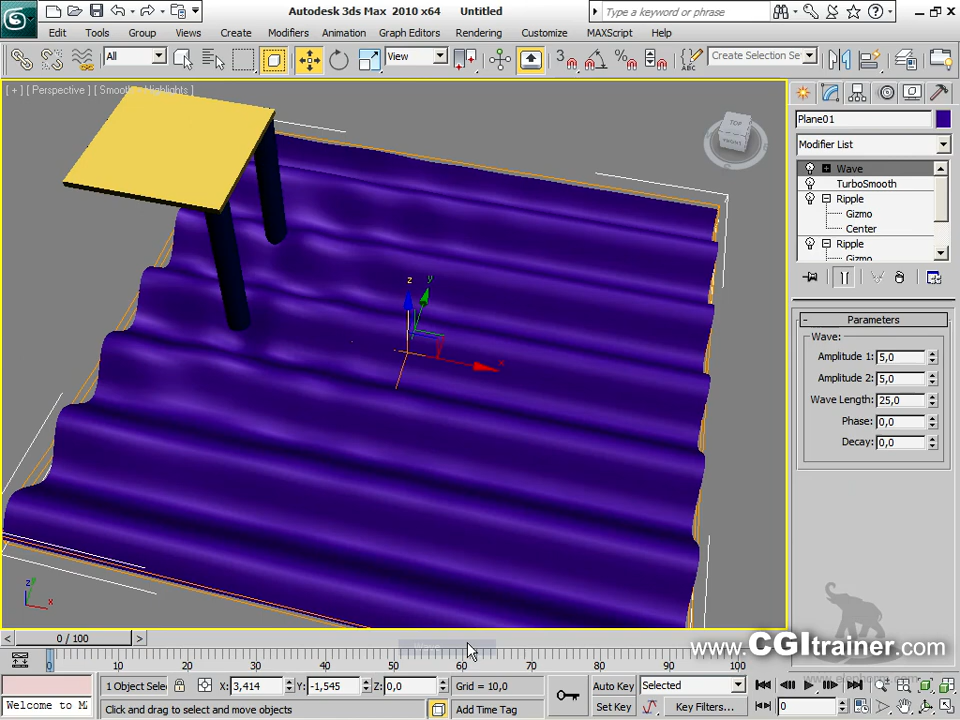 Autodesk 3ds Max 2010 x64 Untitled
Type a keyword or phrase
Edit Tools Group Views Create Modifiers Animation Graph Editors Rendering Customize MAXScript Help
All View 3 Create Selection Se
[ + ] [ Perspective ] [ Smooth + Highlights ]
TOP
FRONT
Plane01
Modifier List
Wave
TurboSmooth
Ripple
Gizmo
Center
Ripple
Gizmo
- Parameters
Wave:
Amplitude 1: 5,0
Amplitude 2: 5,0
Wave Length: 25,0
Phase: 0,0
Decay: 0,0
z
y
x
z
y
x
< 0 / 100 >
www.CGItrainer.com
0 10 20 30 40 50 60 70 80 90 100
1 Object Selec X: 3,414 Y: -1,545 Z: 0,0 Grid = 10,0 Auto Key Selected
Welcome to M Click and drag to select and move objects Add Time Tag Set Key Key Filters... 0